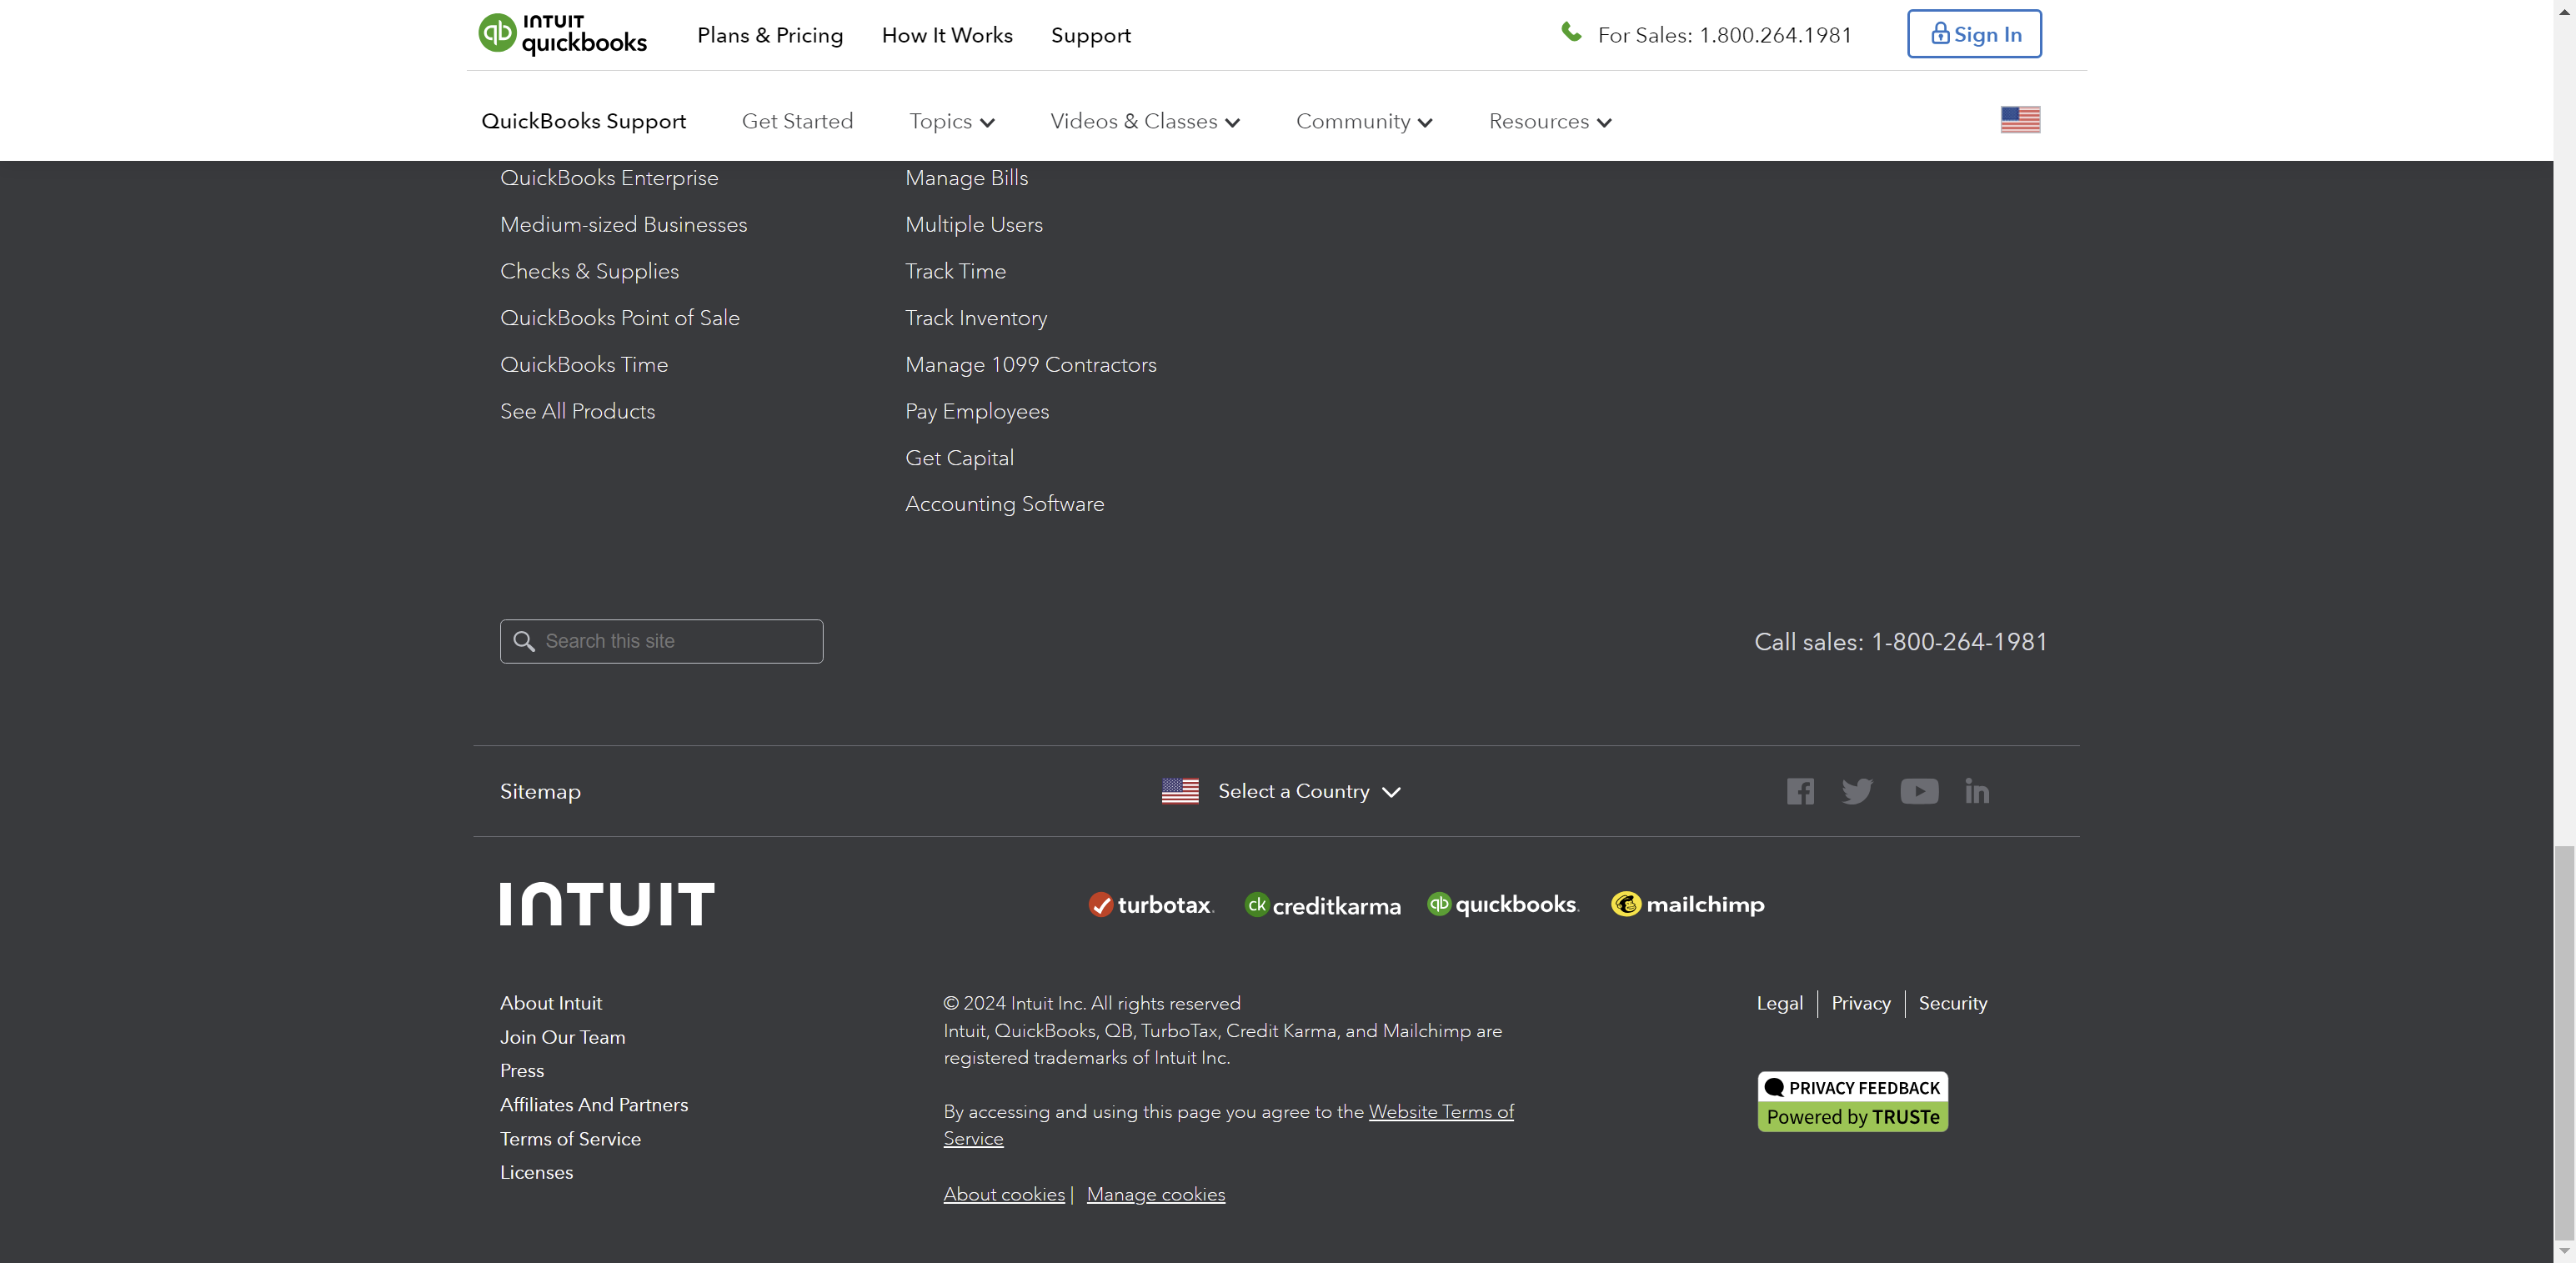 INTUIT
quickbooks
Plans & Pricing
How It Works
Support
For Sales: 1.800.264.1981
Sign In
QuickBooks Support
Get Started
Topics
Videos & Classes
Community
Resources
QuickBooks Enterprise
Medium-sized Businesses
Checks & Supplies
QuickBooks Point of Sale
QuickBooks Time
See All Products
Manage Bills
Multiple Users
Track Time
Track Inventory
Manage 1099 Contractors
Pay Employees
Get Capital
Accounting Software
Search this site
Call sales: 1-800-264-1981
Sitemap
Select a Country
INTUIT
turbotax.
ck creditkarma
qb quickbooks.
mailchimp
About Intuit
Join Our Team
Press
Affiliates And Partners
Terms of Service
Licenses
© 2024 Intuit Inc. All rights reserved
Intuit, QuickBooks, QB, TurboTax, Credit Karma, and Mailchimp are
registered trademarks of Intuit Inc.
By accessing and using this page you agree to the Website Terms of
Service
About cookies | Manage cookies
Legal | Privacy | Security
PRIVACY FEEDBACK
Powered by TRUSTe